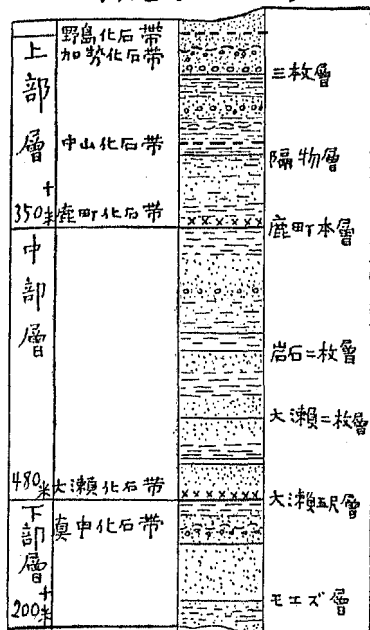 野島化石帯
加勢化石帯
三枚層
上部層
中山化石帯
隔物層
+
350米
鹿町化石帯
鹿町本層
中部層
岩石二枚層
大瀬二枚層
480米
大瀬化石帯
大瀬五尺層
下部層
真申化石帯
+
200米
モエズ層